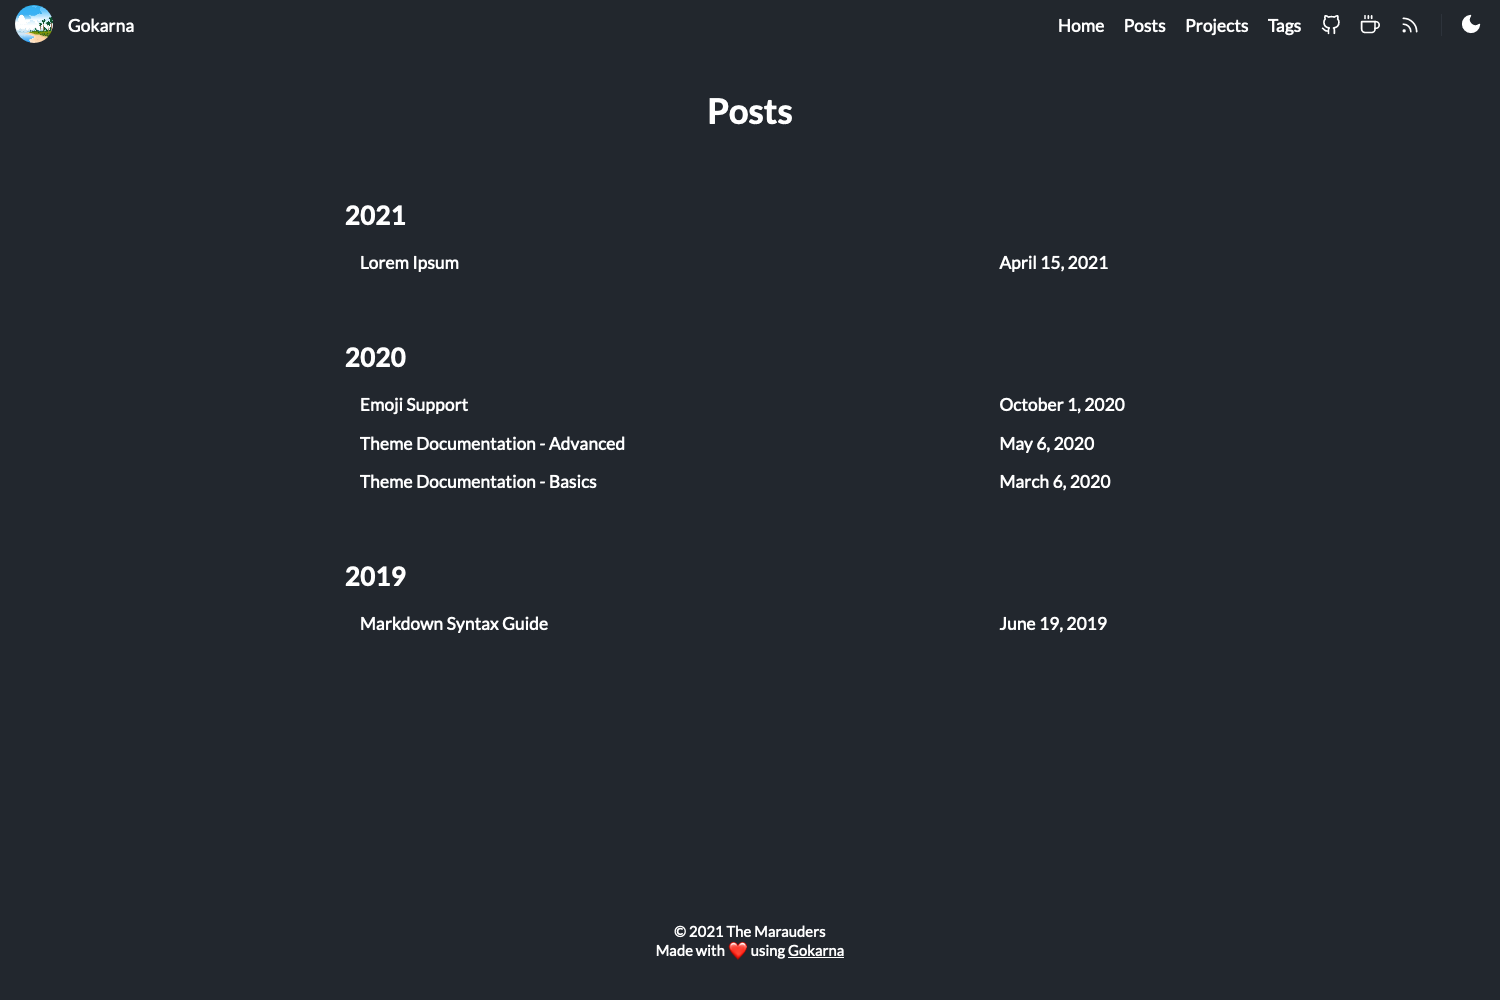 Gokarna
Home Posts Projects Tags
Posts
2021
Lorem Ipsum April 15, 2021
2020
Emoji Support October 1, 2020
Theme Documentation - Advanced May 6, 2020
Theme Documentation - Basics March 6, 2020
2019
Markdown Syntax Guide June 19, 2019
© 2021 The Marauders
Made with ❤️ using Gokarna